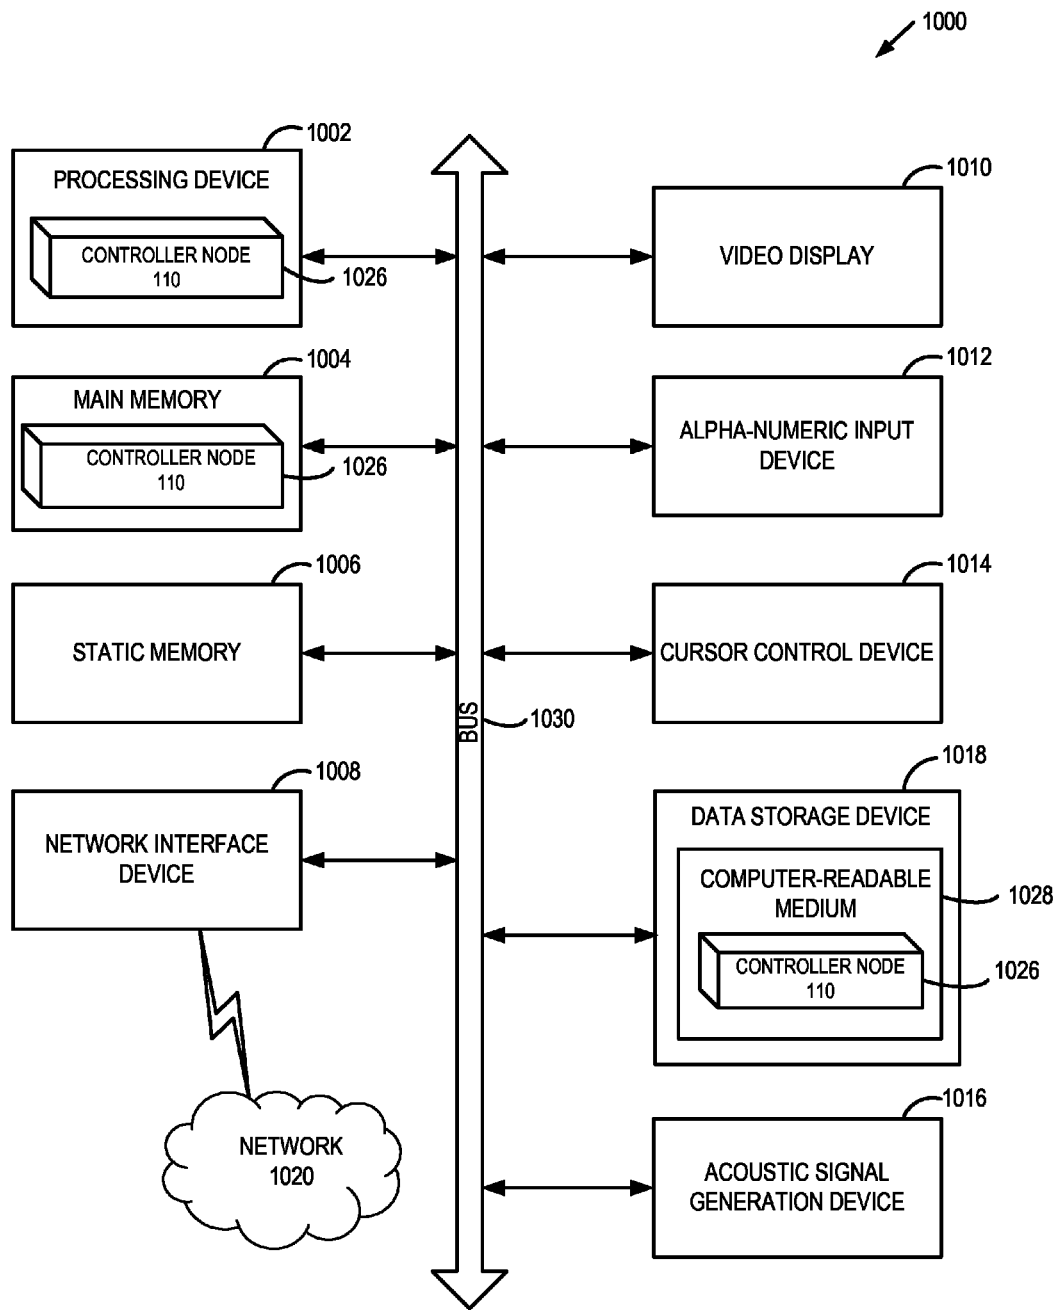 1000
1002
PROCESSING DEVICE
CONTROLLER NODE
110
1026
1004
MAIN MEMORY
CONTROLLER NODE
110
1026
1006
STATIC MEMORY
1008
NETWORK INTERFACE
DEVICE
NETWORK
1020
BUS
1030
1010
VIDEO DISPLAY
1012
ALPHA-NUMERIC INPUT
DEVICE
1014
CURSOR CONTROL DEVICE
1018
DATA STORAGE DEVICE
COMPUTER-READABLE
MEDIUM
1028
CONTROLLER NODE
110
1026
1016
ACOUSTIC SIGNAL
GENERATION DEVICE